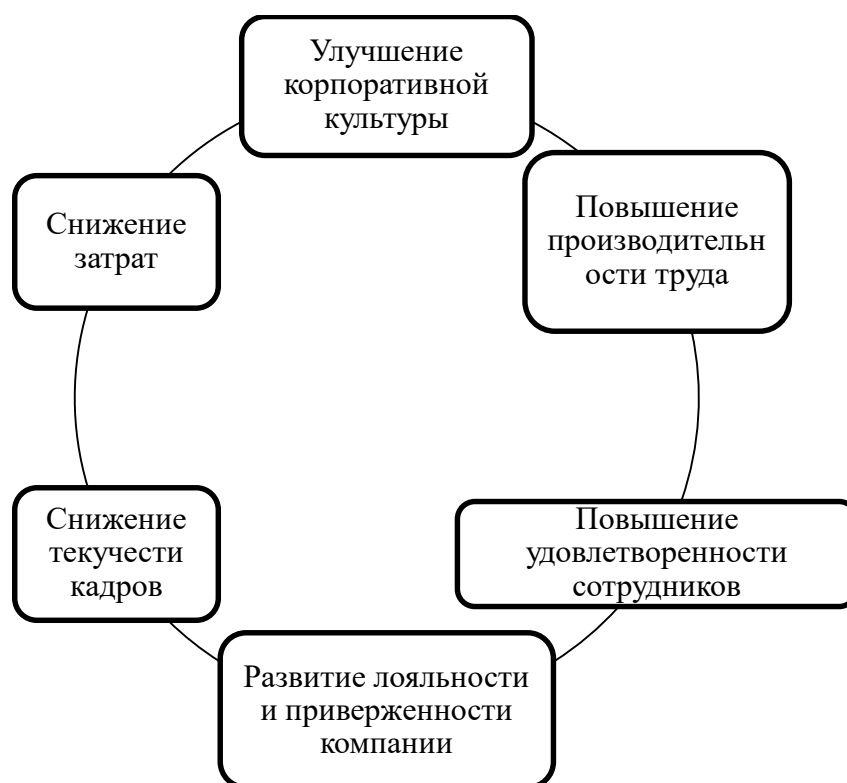 Улучшение
корпоративной
культуры
Повышение
производительн
ости труда
Повышение
удовлетворенности
сотрудников
Развитие лояльности
и приверженности
компании
Снижение
текучести
кадров
Снижение
затрат